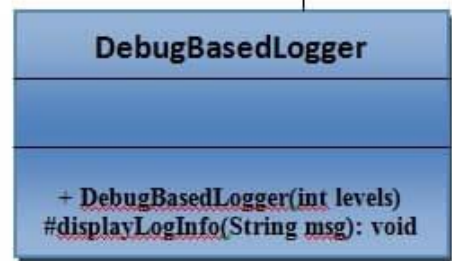 DebugBasedLogger
+ DebugBasedLogger(int levels)
#displayLogInfo(String msg): void